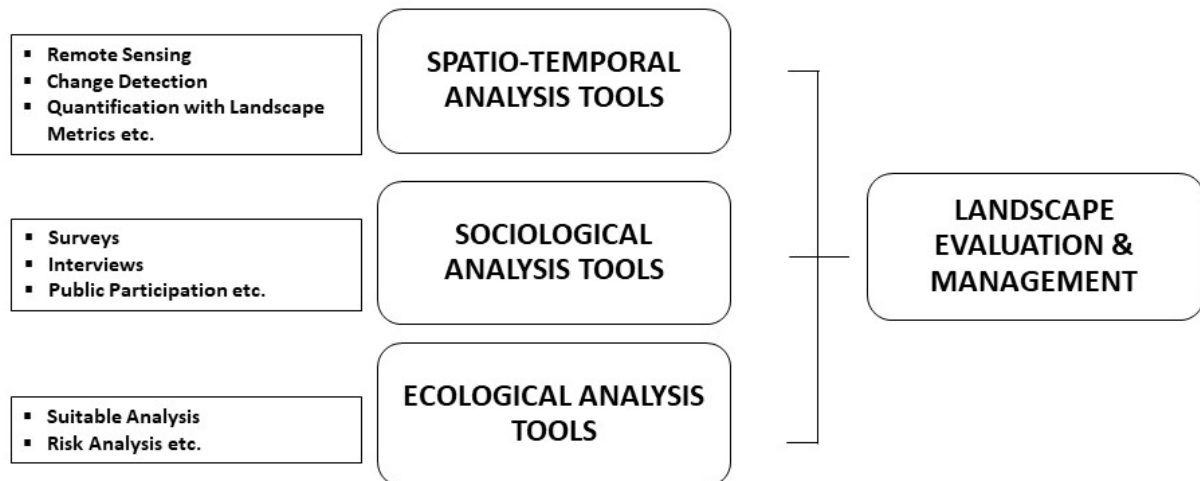 ▪ Remote Sensing
▪ Change Detection
▪ Quantification with Landscape
Metrics etc.
SPATIO-TEMPORAL
ANALYSIS TOOLS
▪ Surveys
▪ Interviews
▪ Public Participation etc.
SOCIOLOGICAL
ANALYSIS TOOLS
▪ Suitable Analysis
▪ Risk Analysis etc.
ECOLOGICAL ANALYSIS
TOOLS
LANDSCAPE
EVALUATION &
MANAGEMENT